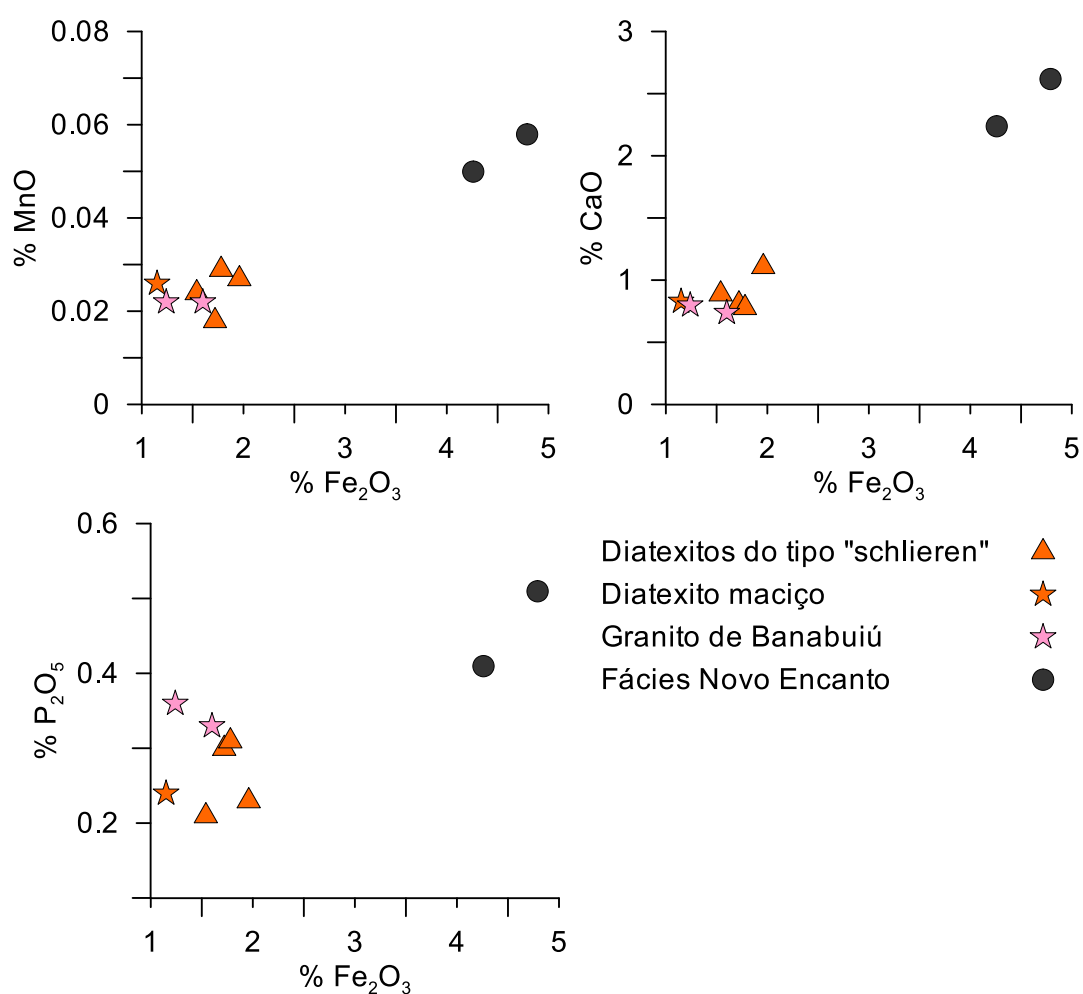 0.08
0.06
0.04
0.02
0
% MnO
1 2 3 4 5
% Fe₂O₃
3
2
1
0
% CaO
1 2 3 4 5
% Fe₂O₃
0.6
0.4
0.2
% P₂O₅
1 2 3 4 5
% Fe₂O₃
Diatexitos do tipo "schlieren"
Diatexito maciço
Granito de Banabuiú
Fácies Novo Encanto